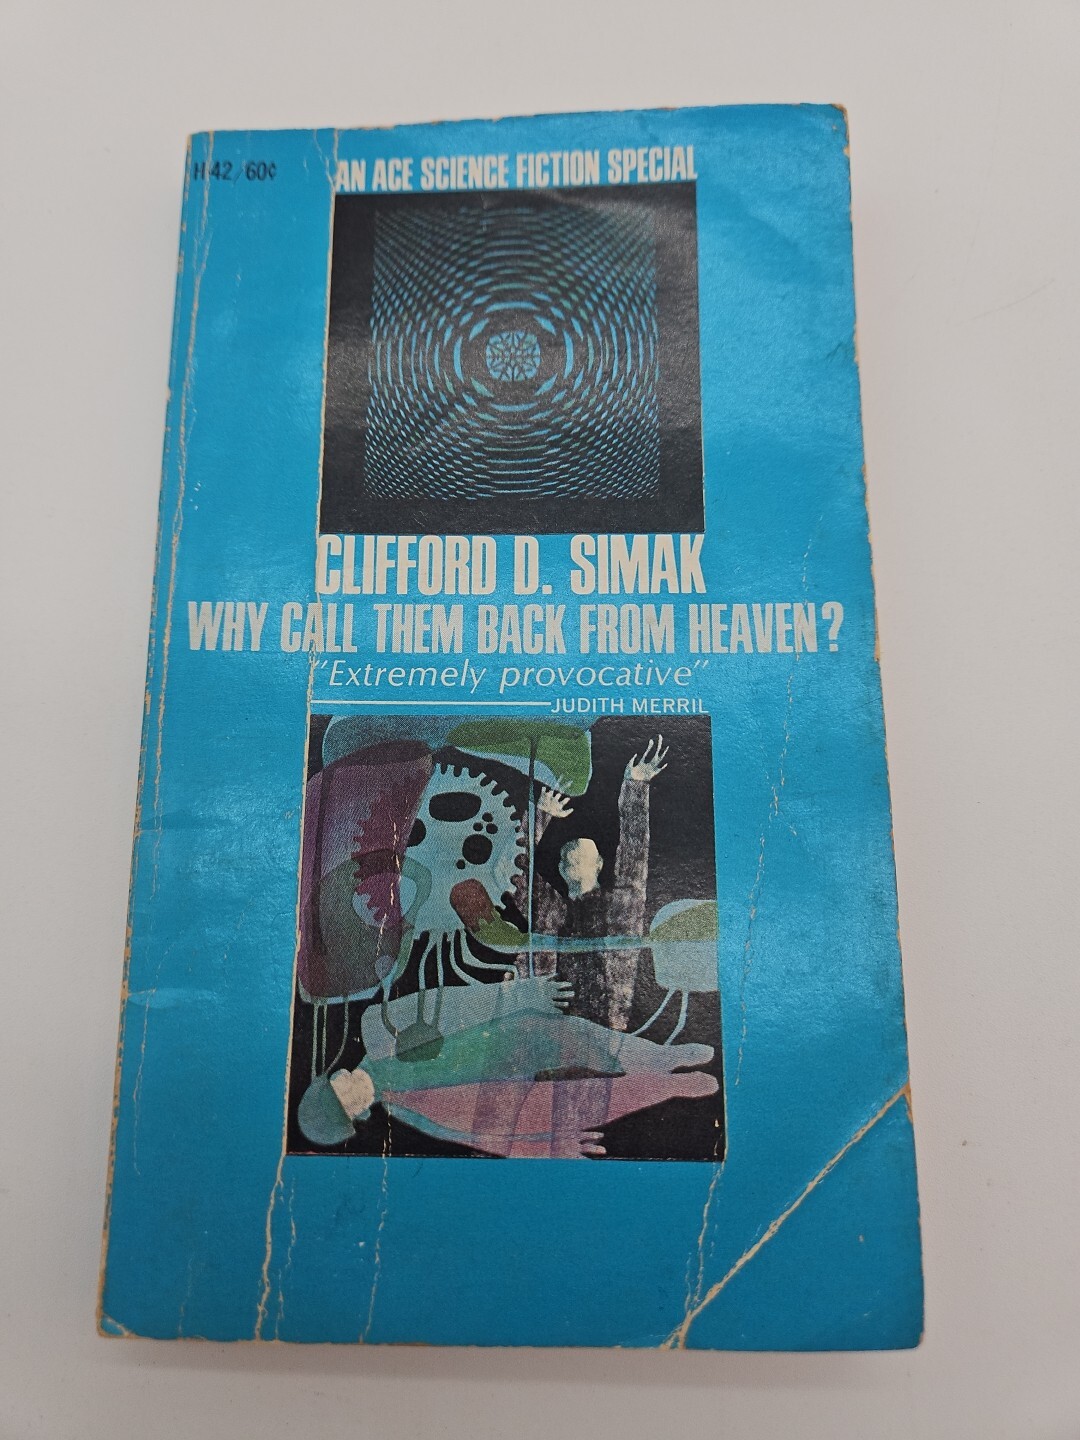 H-42 60¢
AN ACE SCIENCE FICTION SPECIAL
CLIFFORD D. SIMAK
WHY CALL THEM BACK FROM HEAVEN?
"Extremely provocative"
JUDITH MERRIL